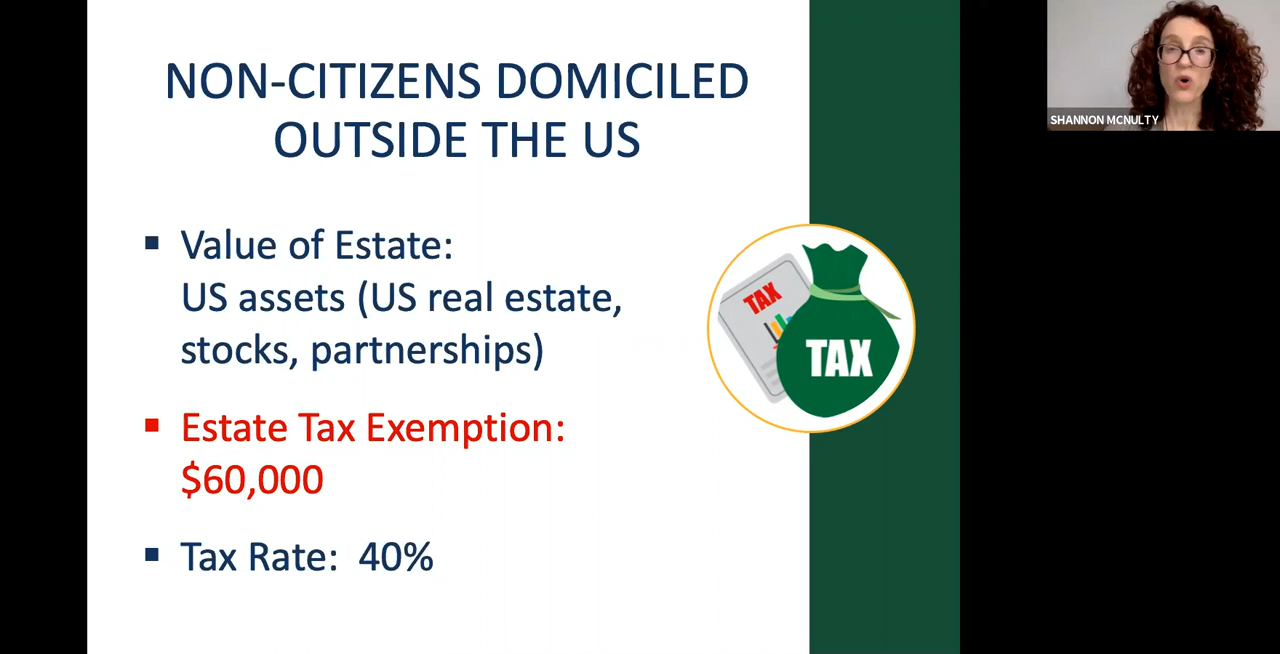 NON-CITIZENS DOMICILED
OUTSIDE THE US
▪ Value of Estate:
US assets (US real estate,
stocks, partnerships)
▪ Estate Tax Exemption:
$60,000
▪ Tax Rate: 40%
TAX
TAX
SHANNON MCNULTY